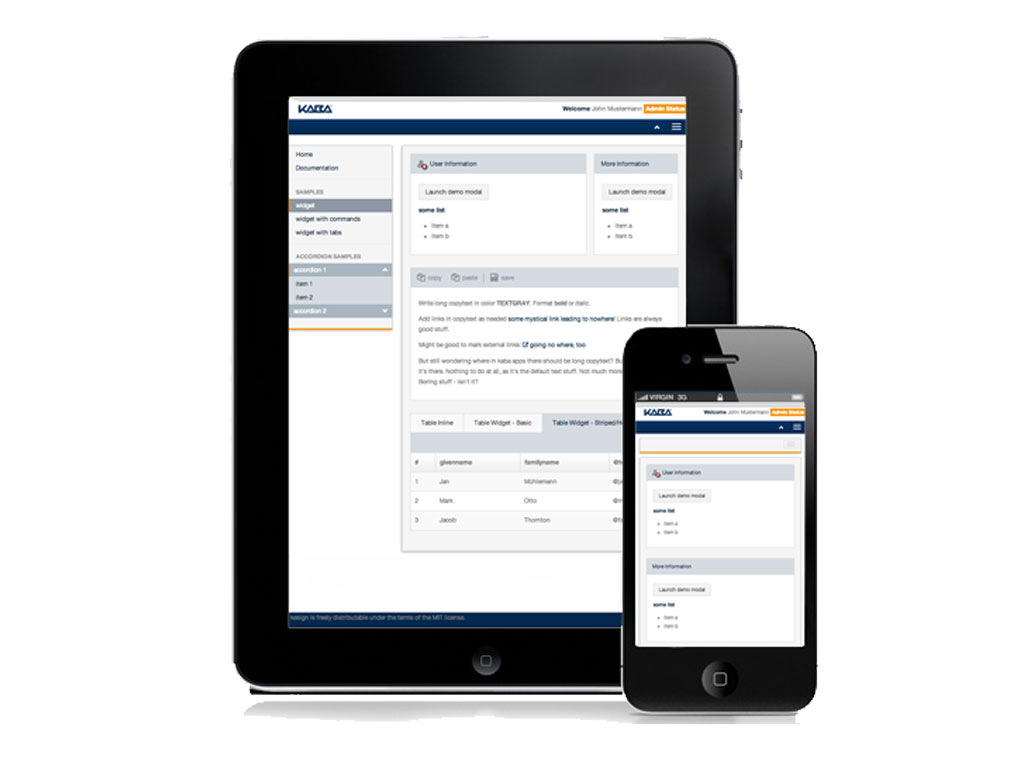 KABA
Welcome John Mustermann Admin Status
Home
Documentation
SAMPLES
widget
widget with commands
widget with tabs
ACCORDION SAMPLES
accordion 1
item 1
item 2
accordion 2
User Information
Launch demo modal
some list
item a
item b
More Information
Launch demo modal
some list
item a
item b
copy paste save
Write long copytext in color TEXTGRAY. Format bold or italic.
Add links in copytext as needed some mystical link leading to nowhere! Links are always
good stuff.
Might be good to mark external links: going no where, too
But still wondering where in kaba apps there should be long copytext?
It's there. Nothing to do at all, as it's the default text stuff. Not much more
Boring stuff - isn't it?
Table Inline Table Widget - Basic Table Widget - Striped/
# givenname familyname
1 Jan Mühlemann
2 Mark Otto
3 Jacob Thornton
is freely distributable under the terms of the MIT license.
VIRGIN 3G
KABA
Welcome John Mustermann Admin Status
User Information
Launch demo modal
some list
item a
item b
More Information
Launch demo modal
some list
item a
item b